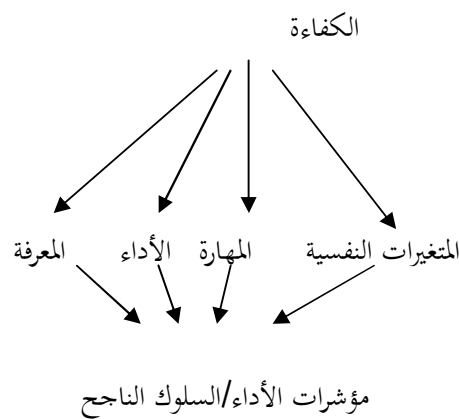 الكفاءة
المتغيرات النفسية المهارة الأداء المعرفة
مؤشرات الأداء/السلوك الناجح